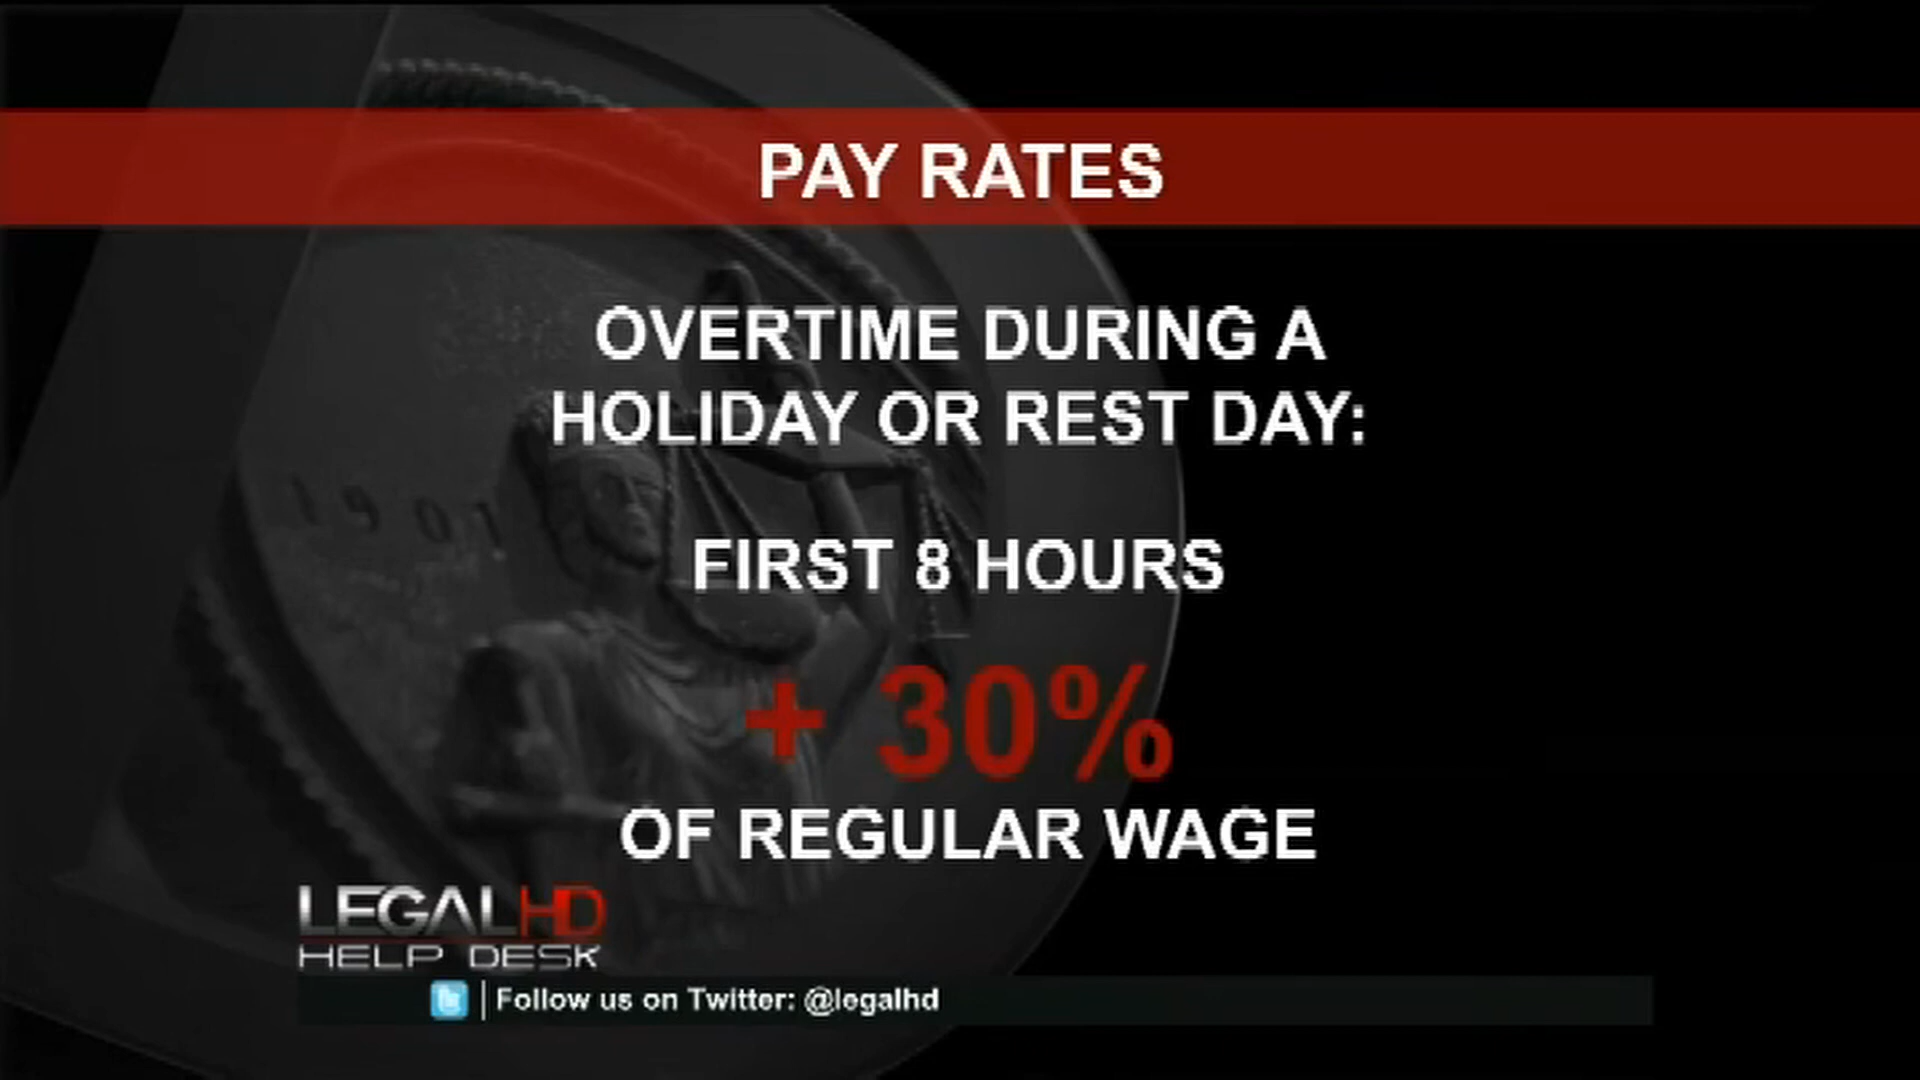 PAY RATES
OVERTIME DURING A
HOLIDAY OR REST DAY:
1901
FIRST 8 HOURS
+ 30%
OF REGULAR WAGE
LEGALHD
HELP DESK
Follow us on Twitter: @legalhd